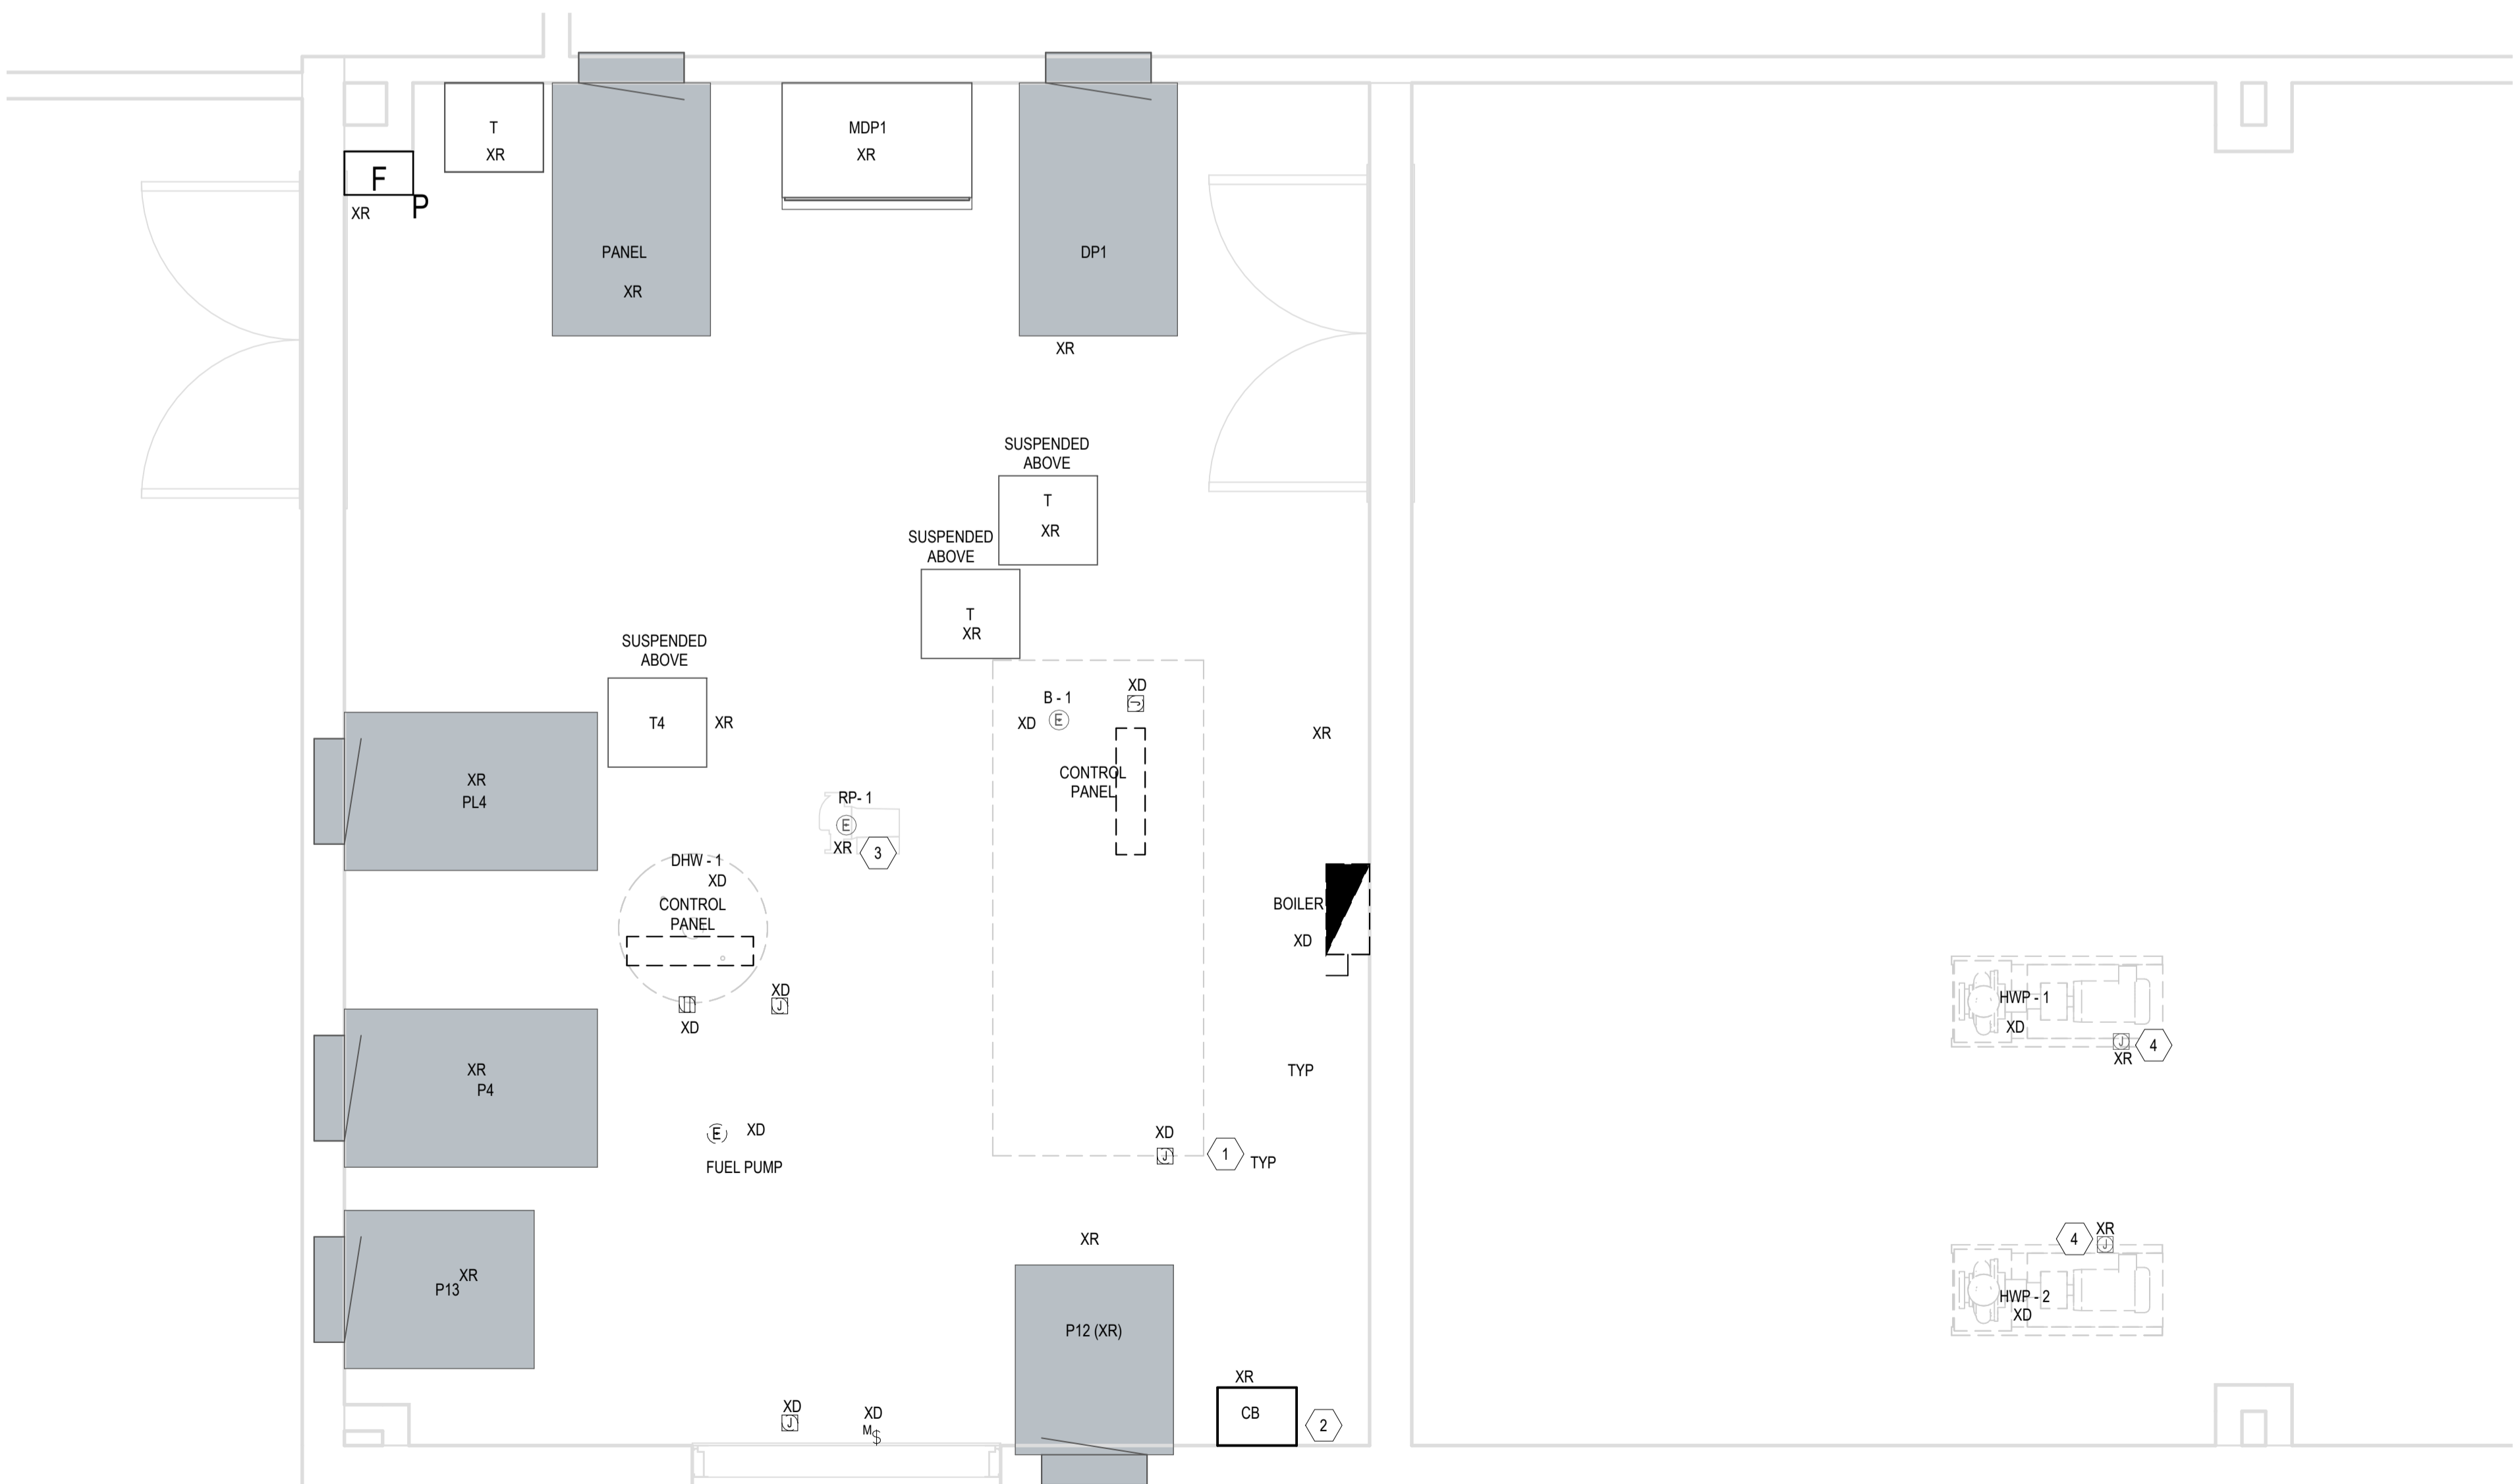 T
XR
MDP1
XR
F
P
XR
PANEL
XR
DP1
XR
SUSPENDED
ABOVE
T
XR
SUSPENDED
ABOVE
T
XR
SUSPENDED
ABOVE
T4
XR
B - 1
XD
E
XD
J
XR
CONTROL
PANEL
XR
PL4
RP- 1
E
XR
3
DHW - 1
XD
CONTROL
PANEL
BOILER
XD
XD
J
XD
HWP - 1
XD
J
XR
4
XR
P4
TYP
E
XD
FUEL PUMP
XD
J
1
TYP
XR
4
XR
J
HWP - 2
XD
XR
P13
P12 (XR)
XR
CB
2
XD
J
XD
M
$